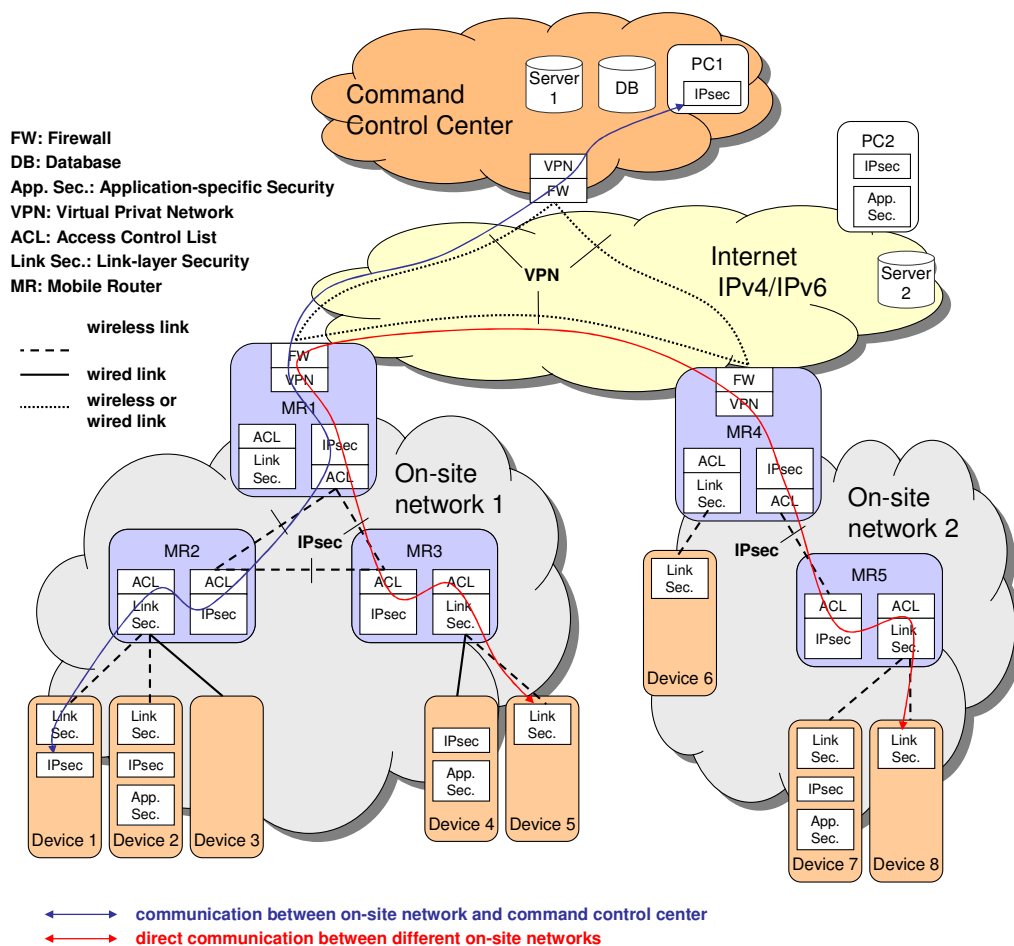 Command
Control Center
Server
1
DB
PC1
IPsec
FW: Firewall
DB: Database
App. Sec.: Application-specific Security
VPN: Virtual Privat Network
ACL: Access Control List
Link Sec.: Link-layer Security
MR: Mobile Router
wireless link
wired link
wireless or
wired link
VPN
FW
PC2
IPsec
App.
Sec.
Internet
IPv4/IPv6
Server
2
VPN
FW
VPN
MR1
ACL
Link
Sec.
IPsec
ACL
On-site
network 1
FW
VPN
MR4
ACL
Link
Sec.
IPsec
ACL
On-site
network 2
IPsec
MR2
ACL
Link
Sec.
ACL
IPsec
MR3
ACL
IPsec
ACL
Link
Sec.
IPsec
Link
Sec.
Device 6
MR5
ACL
IPsec
ACL
Link
Sec.
Link
Sec.
IPsec
Device 1
Link
Sec.
IPsec
App.
Sec.
Device 2
Device 3
IPsec
App.
Sec.
Device 4
Link
Sec.
Device 5
Link
Sec.
IPsec
App.
Sec.
Device 7
Link
Sec.
Device 8
communication between on-site network and command control center
direct communication between different on-site networks